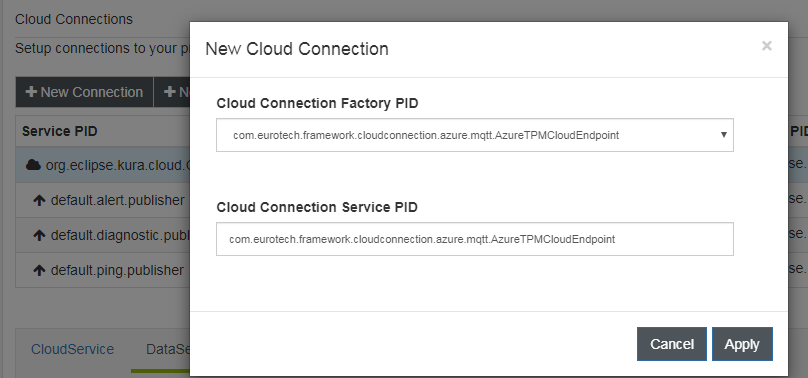 Cloud Connections
Setup connections to your p
New Connection
Service PID
org.eclipse.kura.cloud.
default.alert.publisher
default.diagnostic.publ
default.ping.publisher
CloudService
DataSe
New Cloud Connection
×
Cloud Connection Factory PID
com.eurotech.framework.cloudconnection.azure.mqtt.AzureTPMCloudEndpoint
Cloud Connection Service PID
com.eurotech.framework.cloudconnection.azure.mqtt.AzureTPMCloudEndpoint
Cancel
Apply
PID
se.
se.
se.
se.